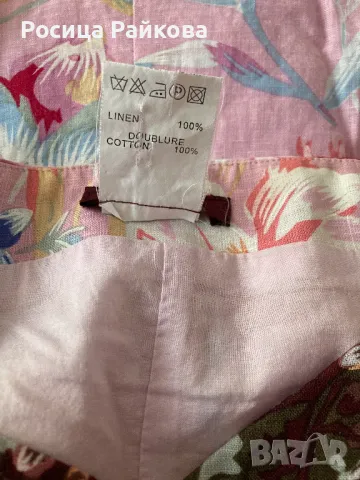 Росица Райкова
LINEN 100%
DOUBLURE
COTTON 100%
BAZAR